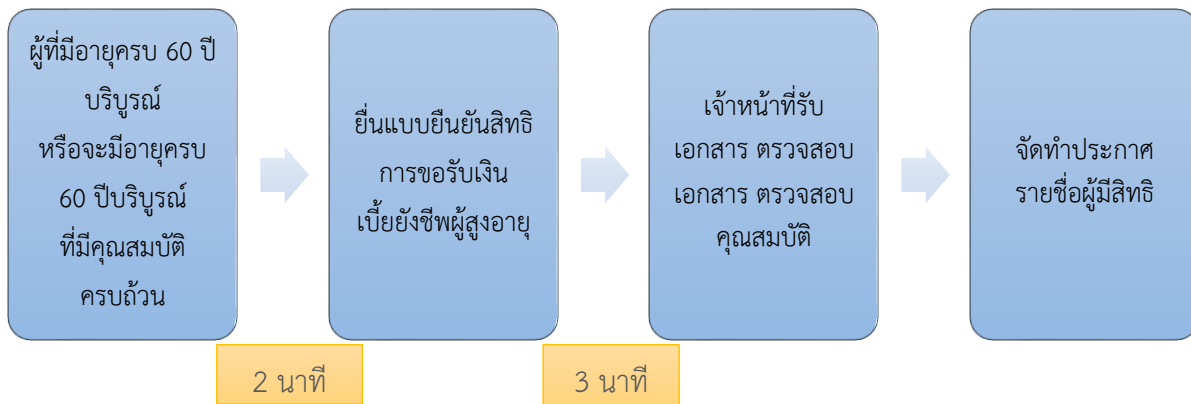 ผู้ที่มีอายุครบ 60 ปี
บริบูรณ์
หรือจะมีอายุครบ
60 ปีบริบูรณ์
ที่มีคุณสมบัติ
ครบถ้วน
ยื่นแบบยืนยันสิทธิ
การขอรับเงิน
เบี้ยยังชีพผู้สูงอายุ
เจ้าหน้าที่รับ
เอกสาร ตรวจสอบ
เอกสาร ตรวจสอบ
คุณสมบัติ
จัดทำประกาศ
รายชื่อผู้มีสิทธิ
2 นาที
3 นาที